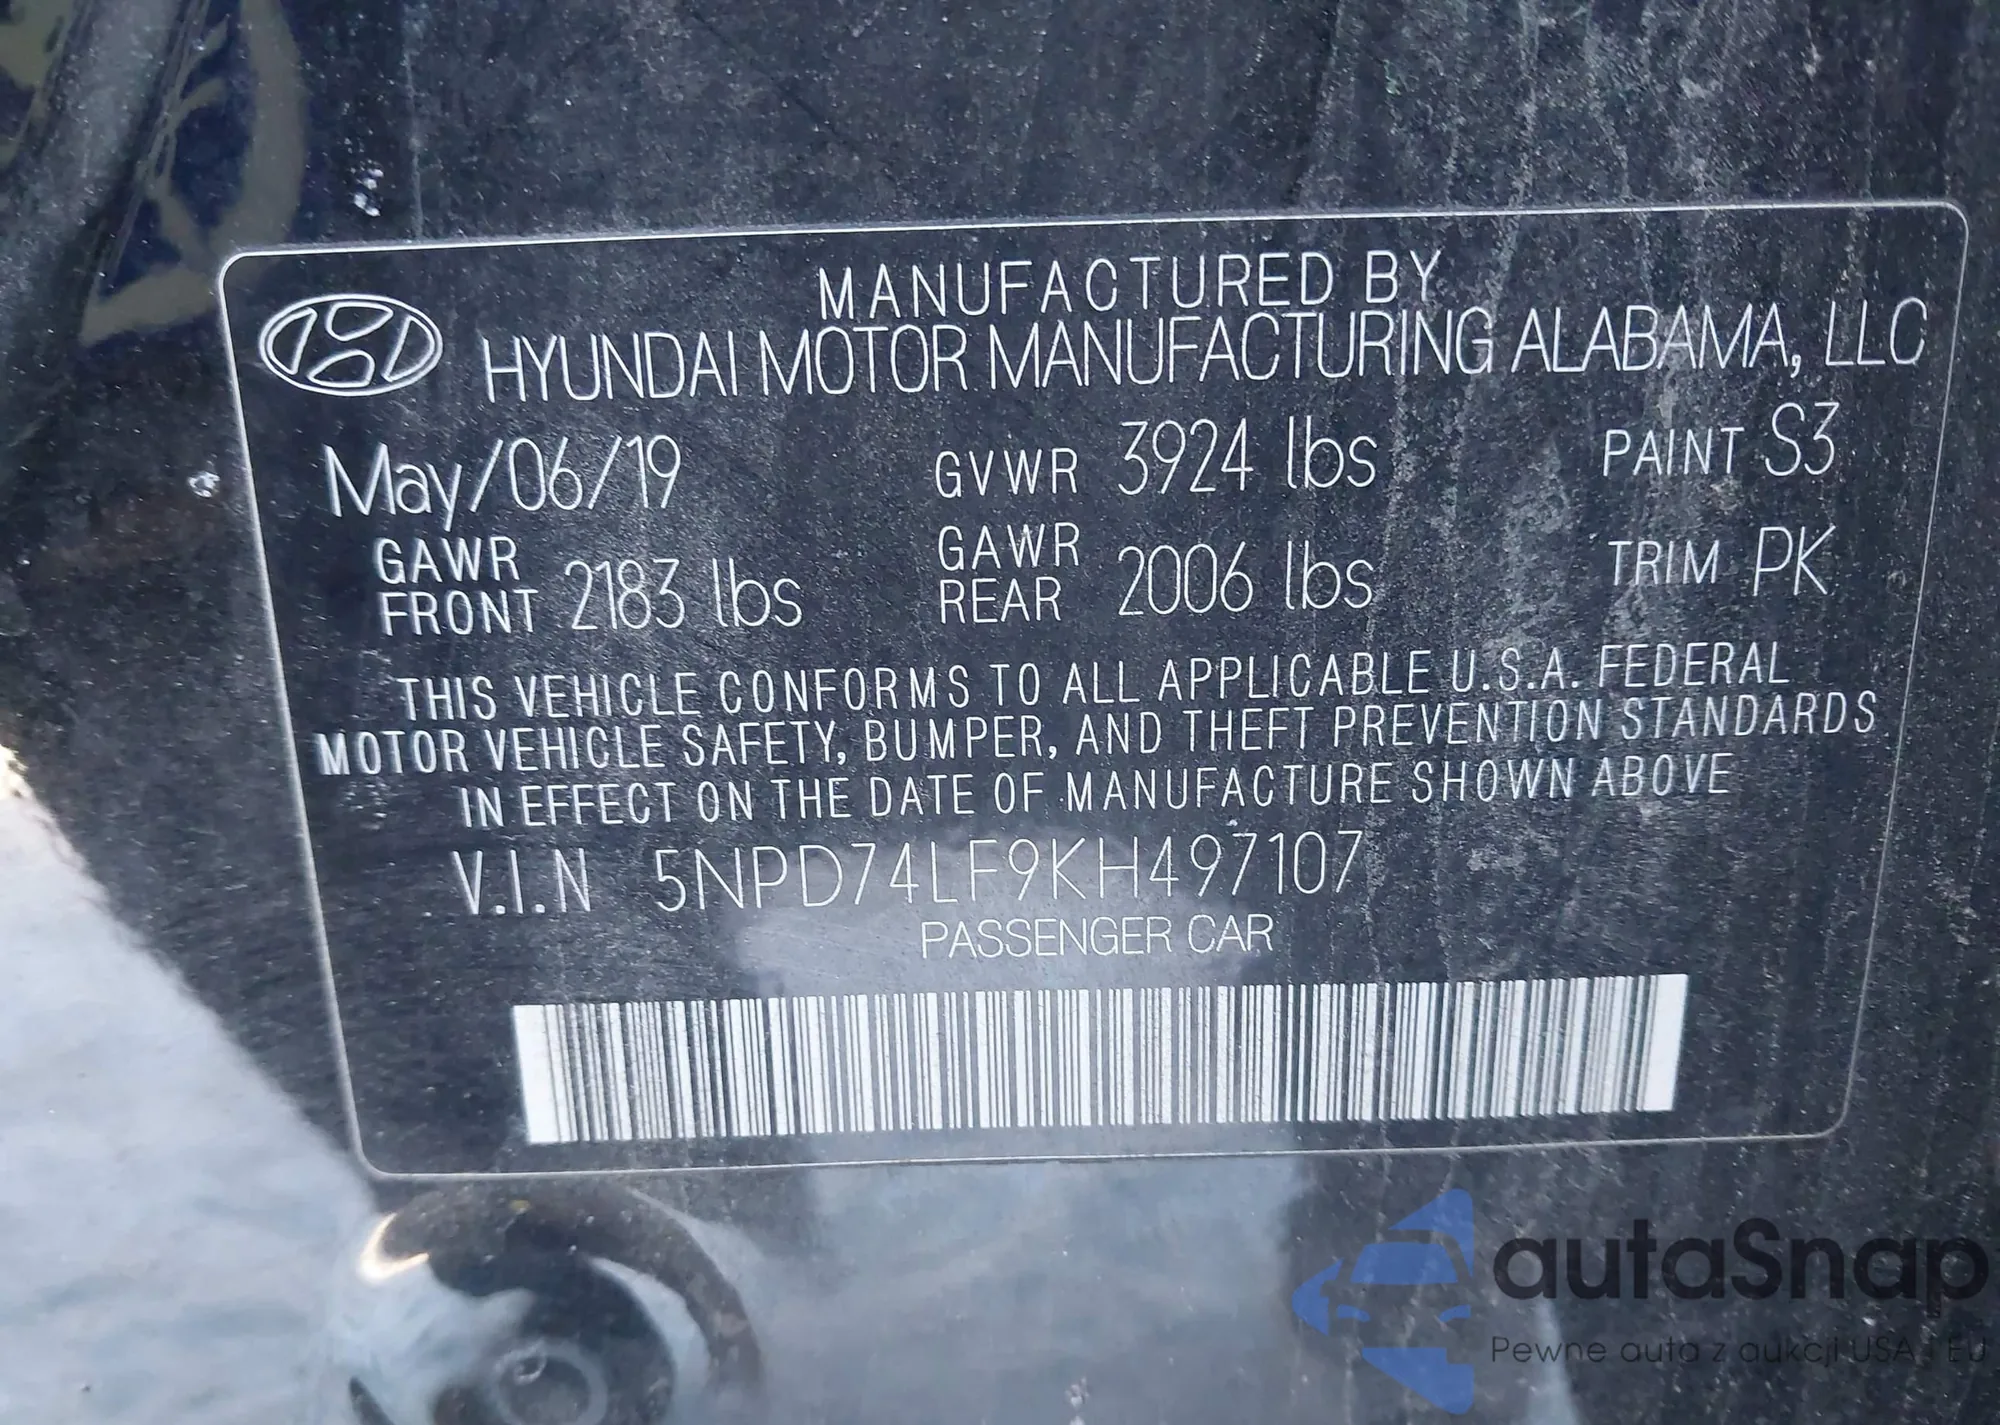 MANUFACTURED BY
HYUNDAI MOTOR MANUFACTURING ALABAMA, LLC
May/06/19 GVWR 3924 lbs PAINT S3
GAWR FRONT 2183 lbs GAWR REAR 2006 lbs TRIM PK
THIS VEHICLE CONFORMS TO ALL APPLICABLE U.S.A. FEDERAL
MOTOR VEHICLE SAFETY, BUMPER, AND THEFT PREVENTION STANDARDS
IN EFFECT ON THE DATE OF MANUFACTURE SHOWN ABOVE
V.I.N 5NPD74LF9KH497107
PASSENGER CAR
autaSnap
Pewne auta z aukcji USA i EU